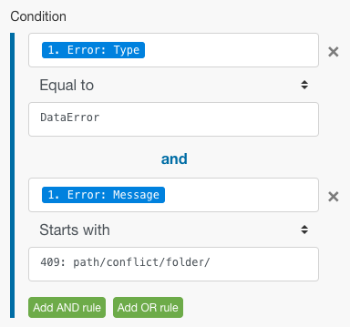 Condition
1. Error: Type
Equal to
DataError
and
1. Error: Message
Starts with
409: path/conflict/folder/
Add AND rule Add OR rule